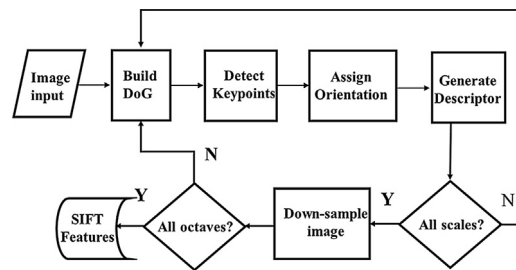 Image
input
Build
DoG
Detect
Keypoints
Assign
Orientation
Generate
Descriptor
N
N
Y
Y
SIFT
Features
All octaves?
Down-sample
image
All scales?